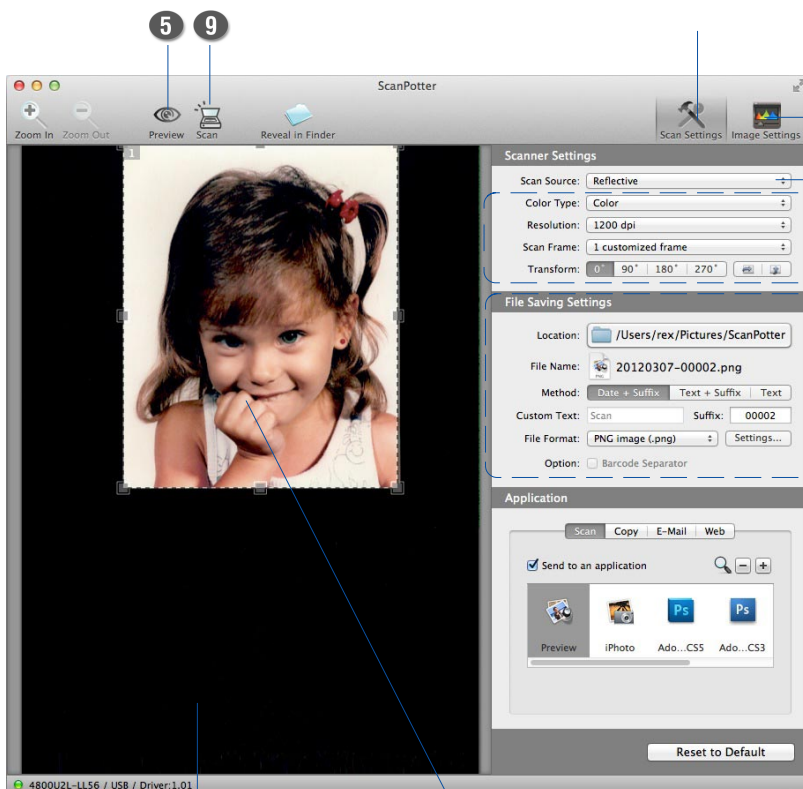 5 9
ScanPotter
Zoom In Zoom Out Preview Scan Reveal in Finder Scan Settings Image Settings
1
Scanner Settings
Scan Source: Reflective
Color Type: Color
Resolution: 1200 dpi
Scan Frame: 1 customized frame
Transform: 0° 90° 180° 270°
File Saving Settings
Location: /Users/rex/Pictures/ScanPotter
File Name: 20120307-00002.png
Method: Date + Suffix Text + Suffix Text
Custom Text: Scan Suffix: 00002
File Format: PNG image (.png) Settings...
Option: Barcode Separator
Application
Scan Copy E-Mail Web
Send to an application
Ps Ps
Preview iPhoto Ado...CS5 Ado...CS3
Reset to Default
4800U2L-LL56 / USB / Driver:1.01